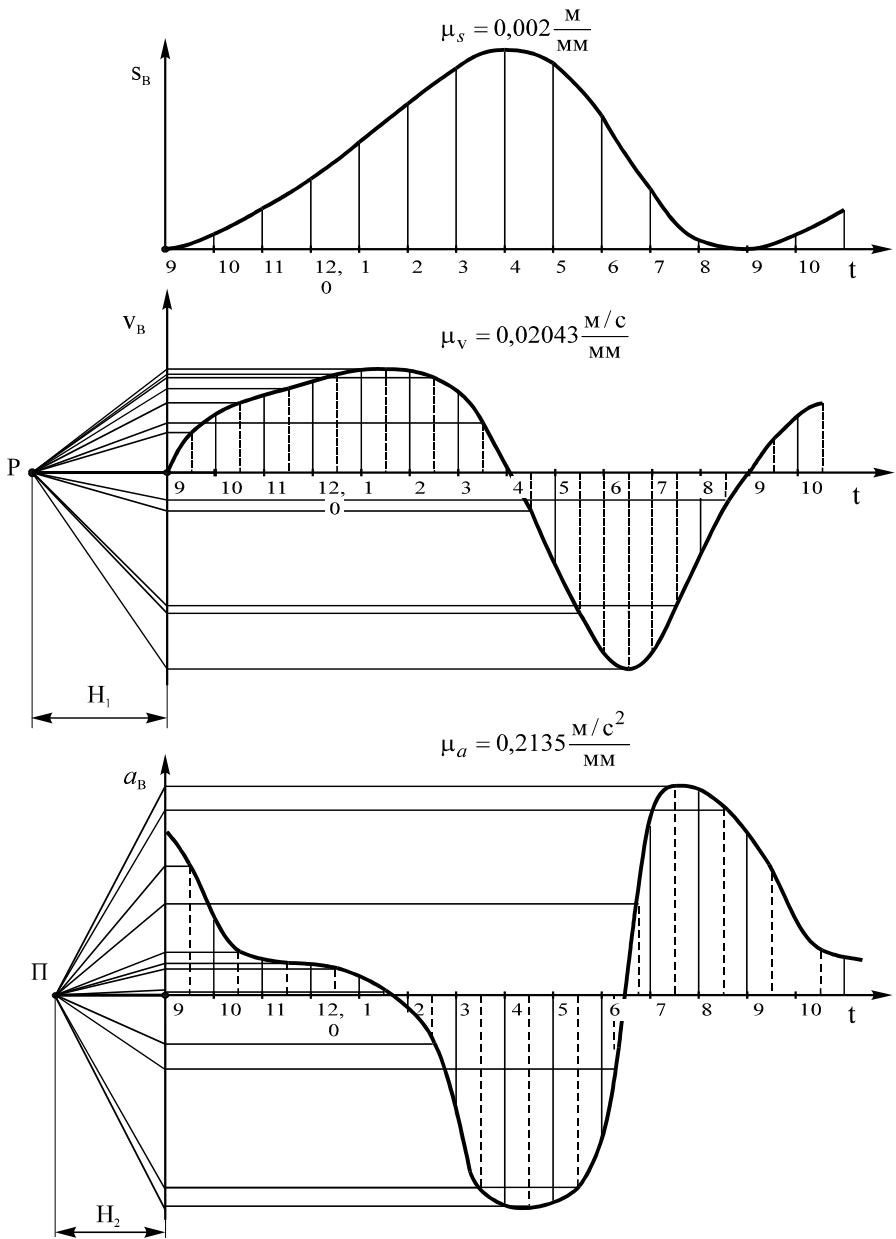 μs = 0,002 м/мм
sВ
9 10 11 12, 0 1 2 3 4 5 6 7 8 9 10 t
vВ
μv = 0,02043 м/с/мм
P
9 10 11 12, 0 1 2 3 4 5 6 7 8 9 10 t
H1
μa = 0,2135 м/с²/мм
aВ
П
9 10 11 12, 0 1 2 3 4 5 6 7 8 9 10 t
H2